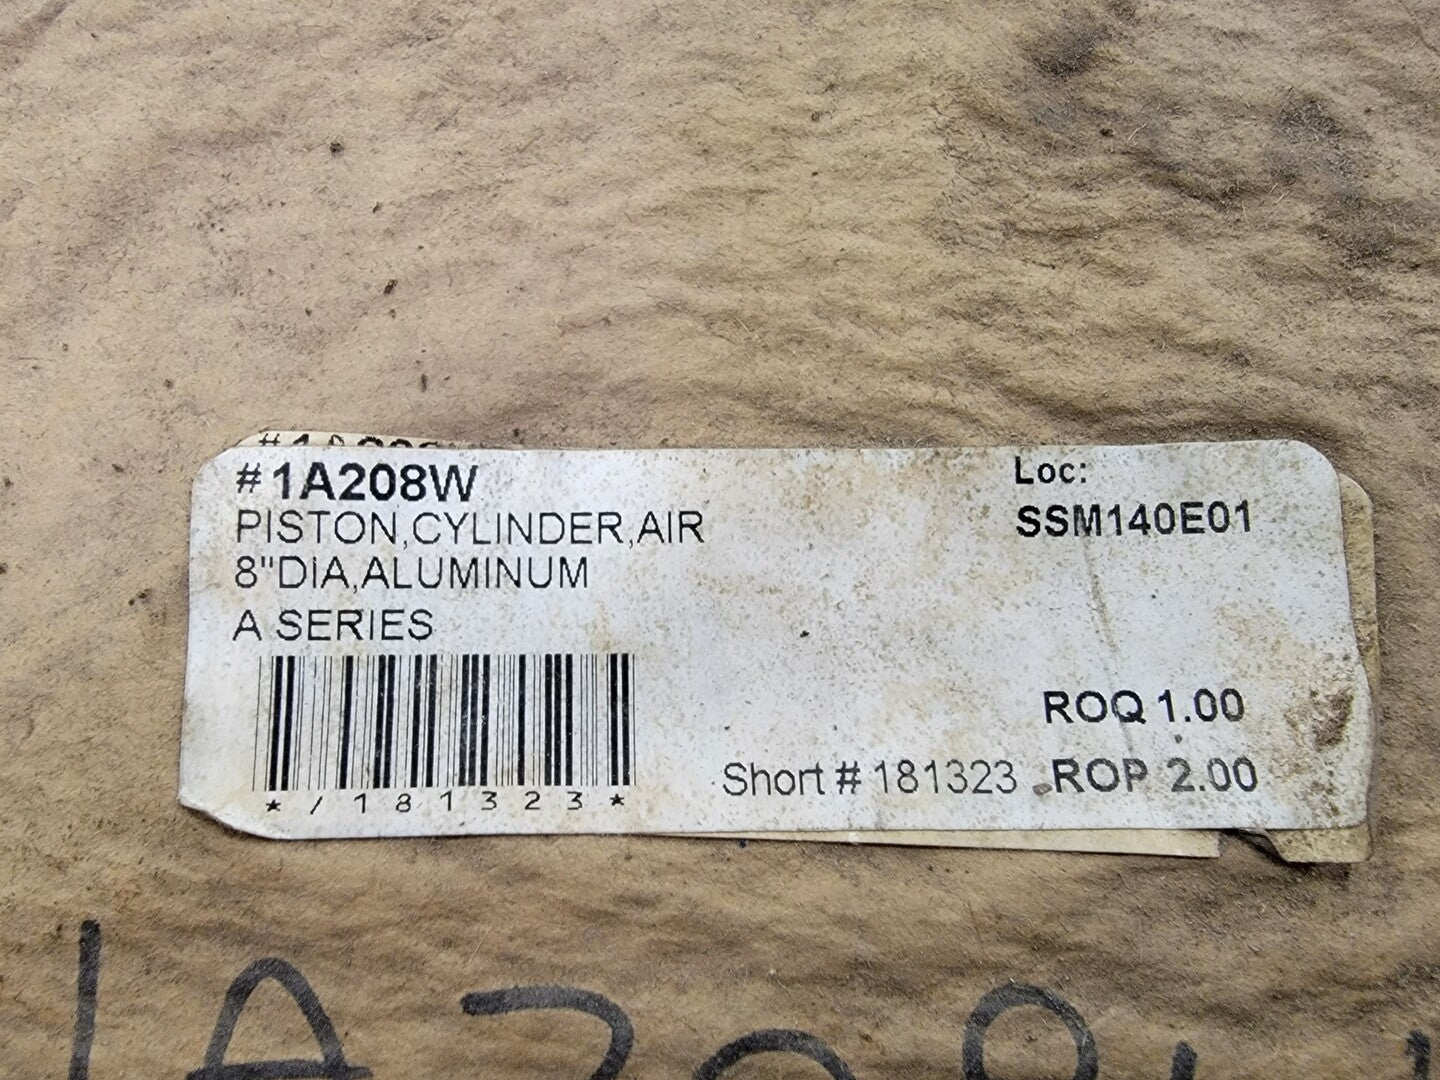 #1A208W
PISTON,CYLINDER,AIR
8"DIA,ALUMINUM
A SERIES
*/181323*
Loc:
SSM140E01
ROQ 1.00
Short # 181323 ROP 2.00
1A208W